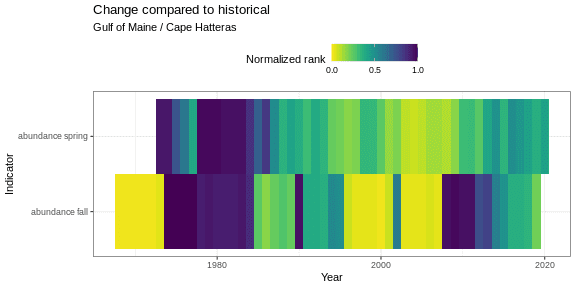 Change compared to historical
Gulf of Maine / Cape Hatteras
Normalized rank
0.0 0.5 1.0
abundance spring
abundance fall
Indicator
1980 2000 2020
Year